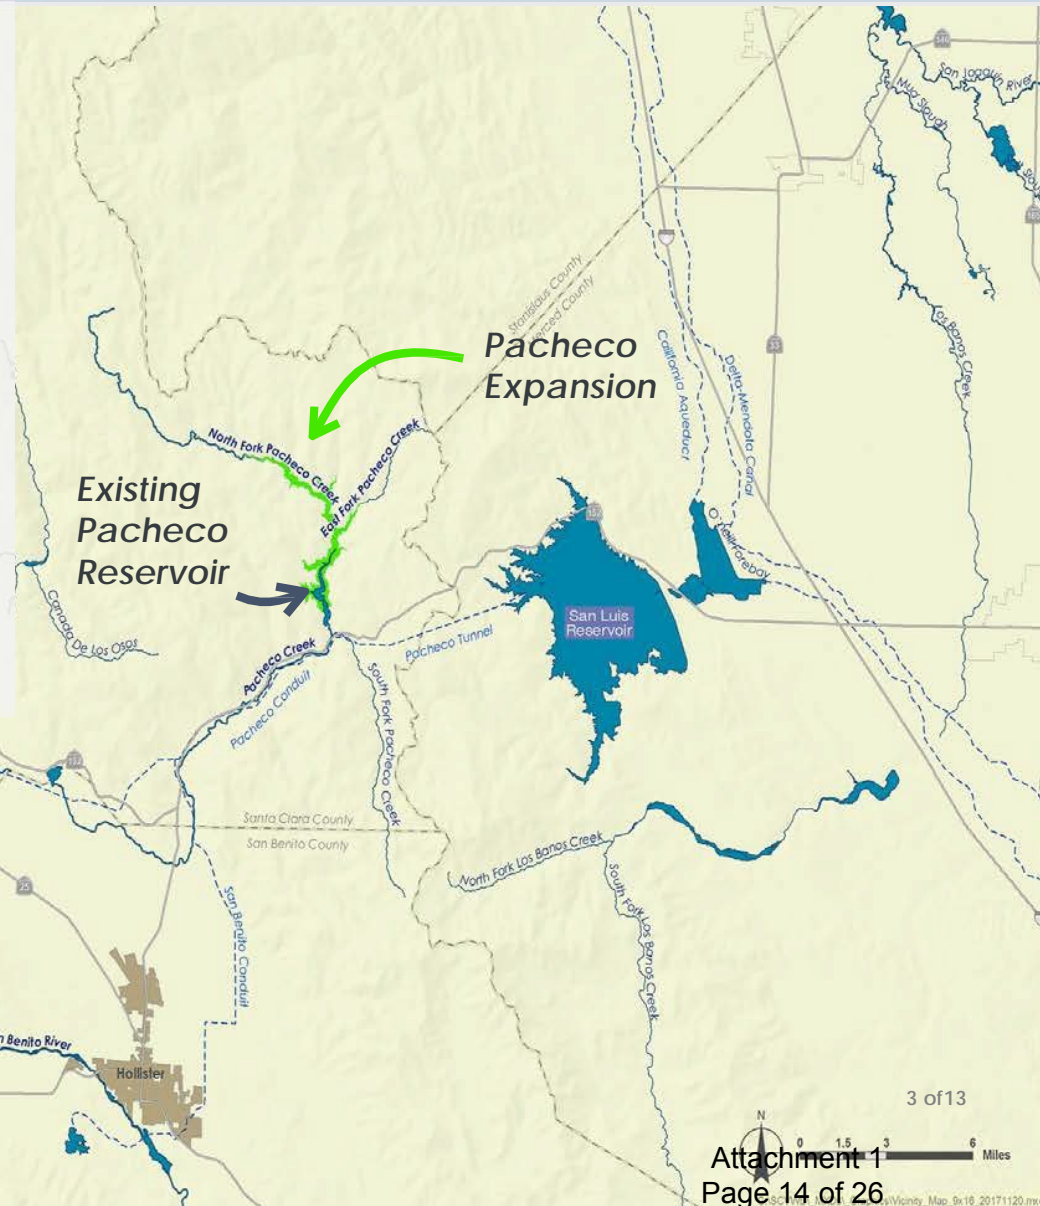 140
San Joaquin River
Mud Slough
165
Stanislaus County
Merced County
33
Los Banos Creek
California Aqueduct
Delta-Mendota Canal
Pacheco
Expansion
North Fork Pacheco Creek
East Fork Pacheco Creek
Existing
Pacheco
Reservoir
152
O'Neill Forebay
San Luis
Reservoir
Canada De Los Osos
Pacheco Creek
Pacheco Tunnel
Pacheco Conduit
South Fork Pacheco Creek
152
Santa Clara County
San Benito County
North Fork Los Banos Creek
South Fork Los Banos Creek
25
San Benito Conduit
n Benito River
Hollister
3 of13
N
0 1.5 3 6 Miles
Attachment 1
Page 14 of 26
Vicinity_Map_9x16_20171120.mx